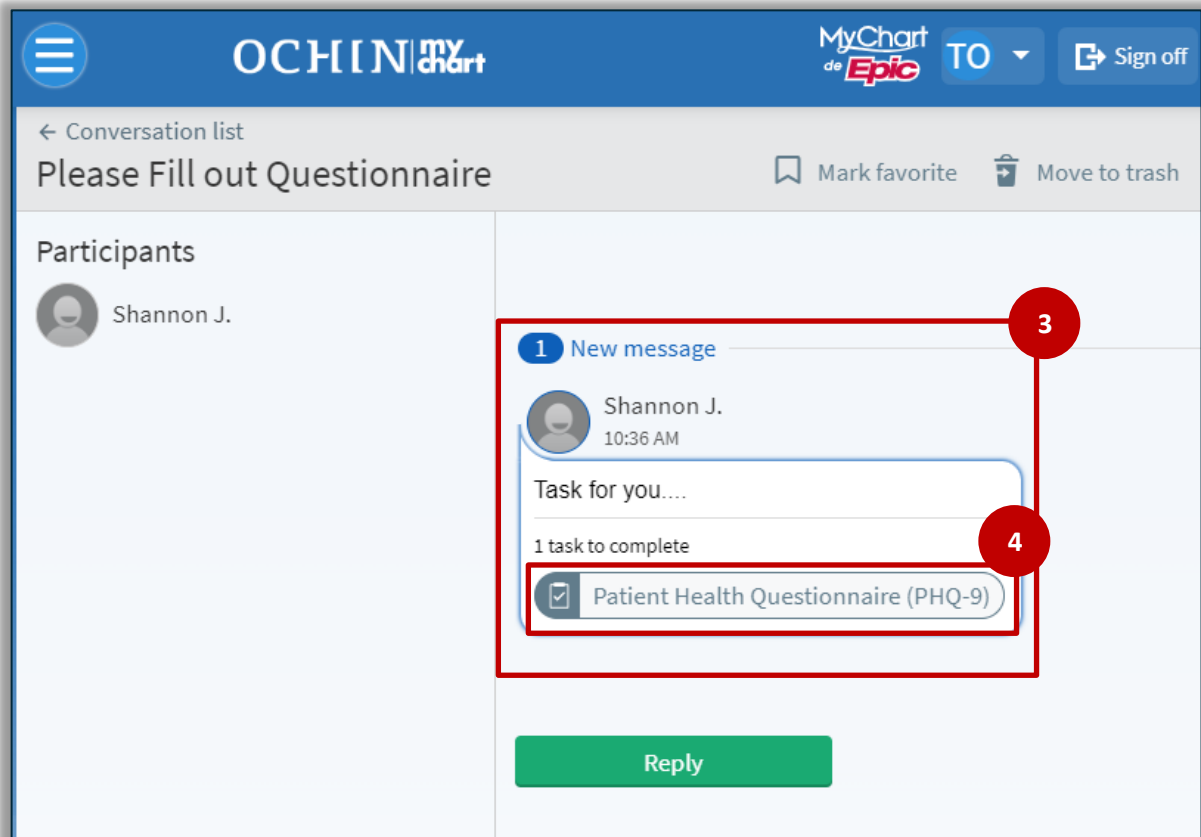 OCHIN my chart
MyChart
de Epic
TO
Sign off
← Conversation list
Please Fill out Questionnaire
Mark favorite
Move to trash
Participants
Shannon J.
3
1 New message
Shannon J.
10:36 AM
Task for you....
1 task to complete
4
Patient Health Questionnaire (PHQ-9)
Reply